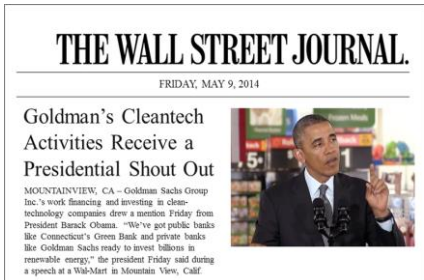 THE WALL STREET JOURNAL.
FRIDAY, MAY 9, 2014
Goldman's Cleantech
Activities Receive a
Presidential Shout Out
MOUNTAINVIEW, CA – Goldman Sachs Group
Inc.'s work financing and investing in clean-
technology companies drew a mention Friday from
President Barack Obama. "We've got public banks
like Connecticut's Green Bank and private banks
like Goldman Sachs ready to invest billions in
renewable energy," the president Friday said during
a speech at a Wal-Mart in Mountain View, Calif.
Frozen Meals